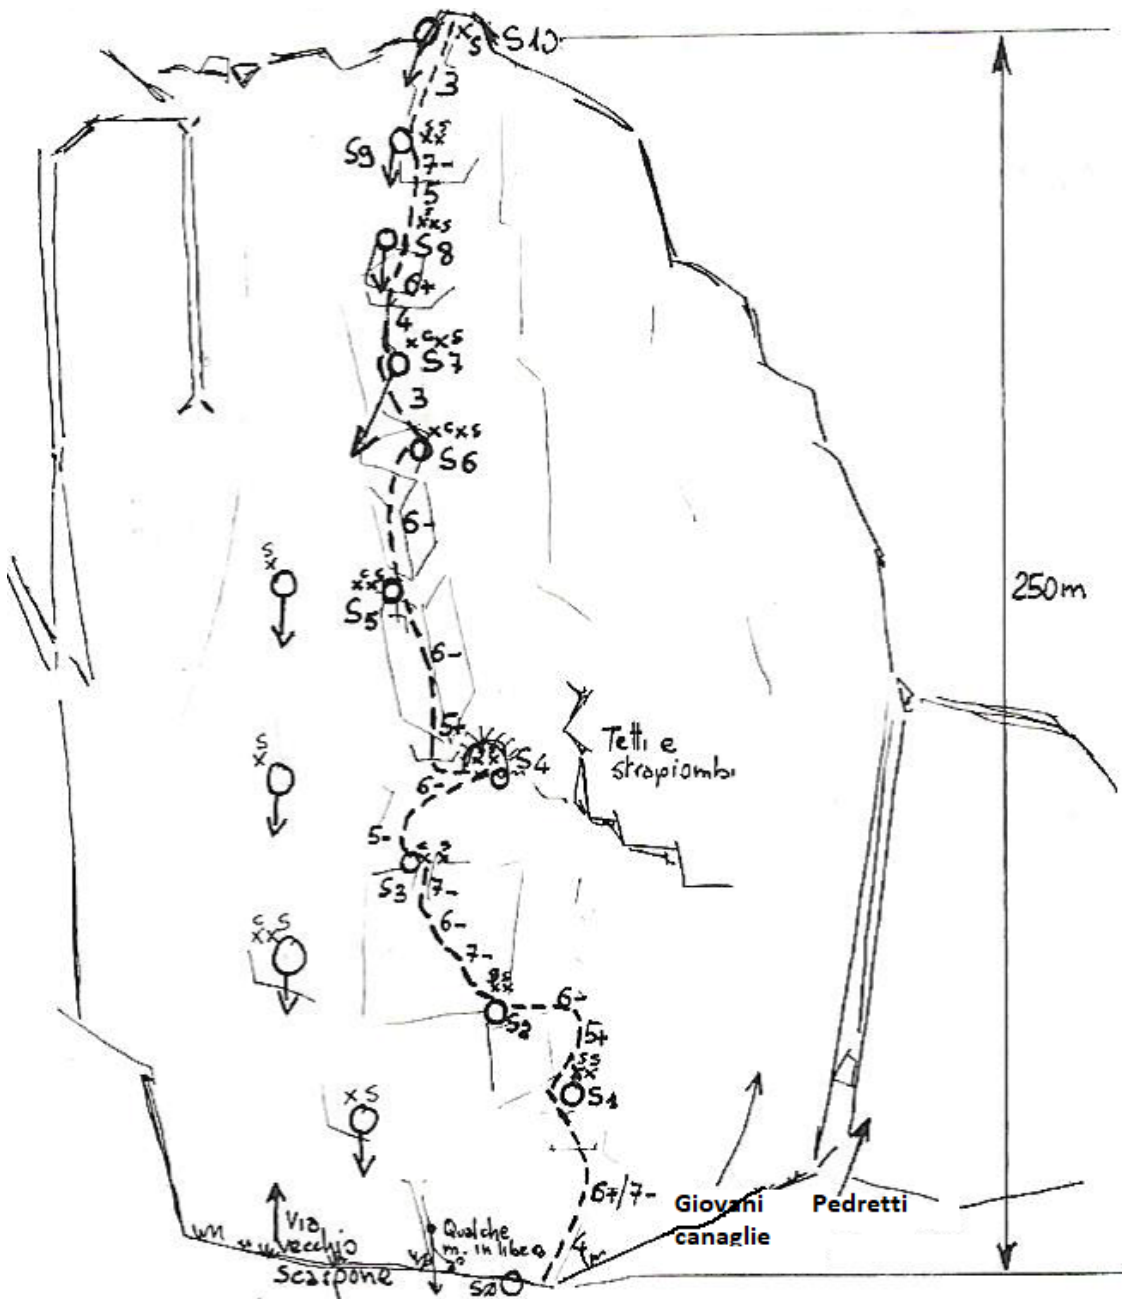 S10
x S
3
S S
x x
S9
7-
5
S
x x S
S8
6+
4
x C x S
S7
3
x C x S
S6
6-
S
x
C S
x x S
S5
6-
250m
5+
Tetti e
strapiombi
S
x
S S
x x
S4
6-
5-
C S
x x
S3
7-
6-
7-
C S
x x
S S
x x
S2
6-
5+
S S
x x
S1
x S
6+/7-
Giovani
canaglie
Pedretti
Via
vecchio
scarpone
Qualche
m. in libera
4m
S0